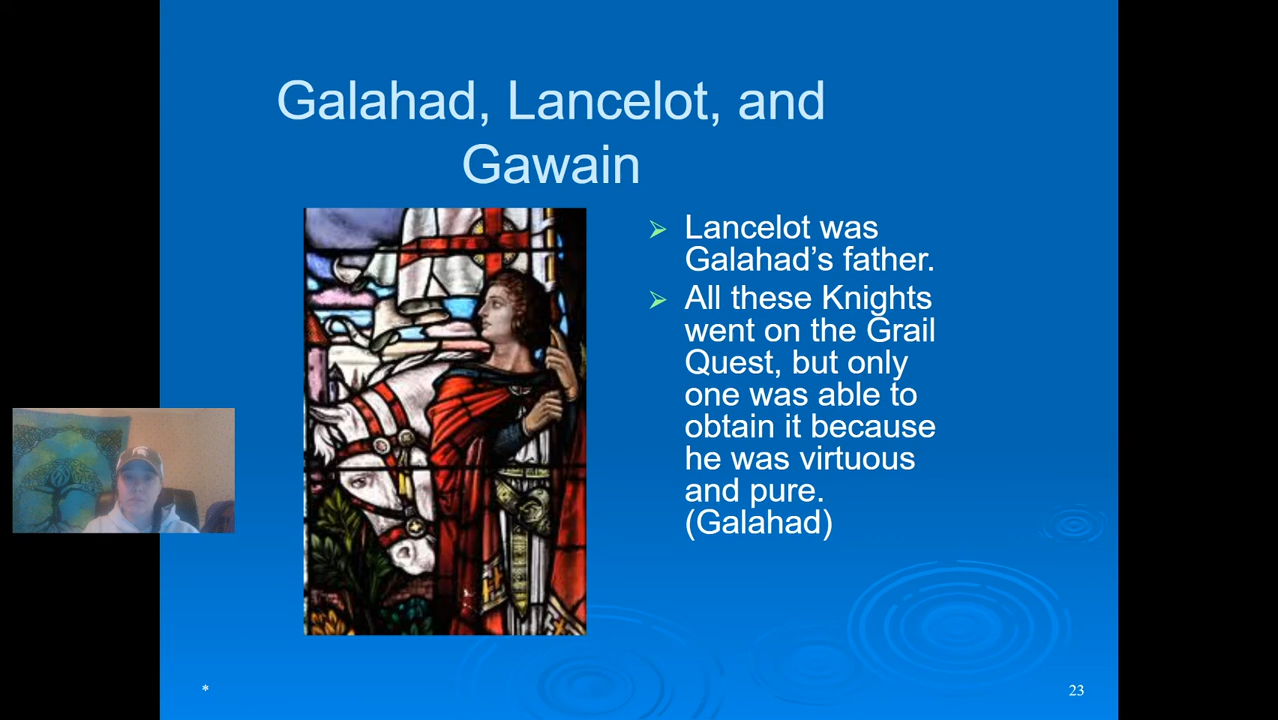 Galahad, Lancelot, and
Gawain
Lancelot was
Galahad’s father.
All these Knights
went on the Grail
Quest, but only
one was able to
obtain it because
he was virtuous
and pure.
(Galahad)
*
23